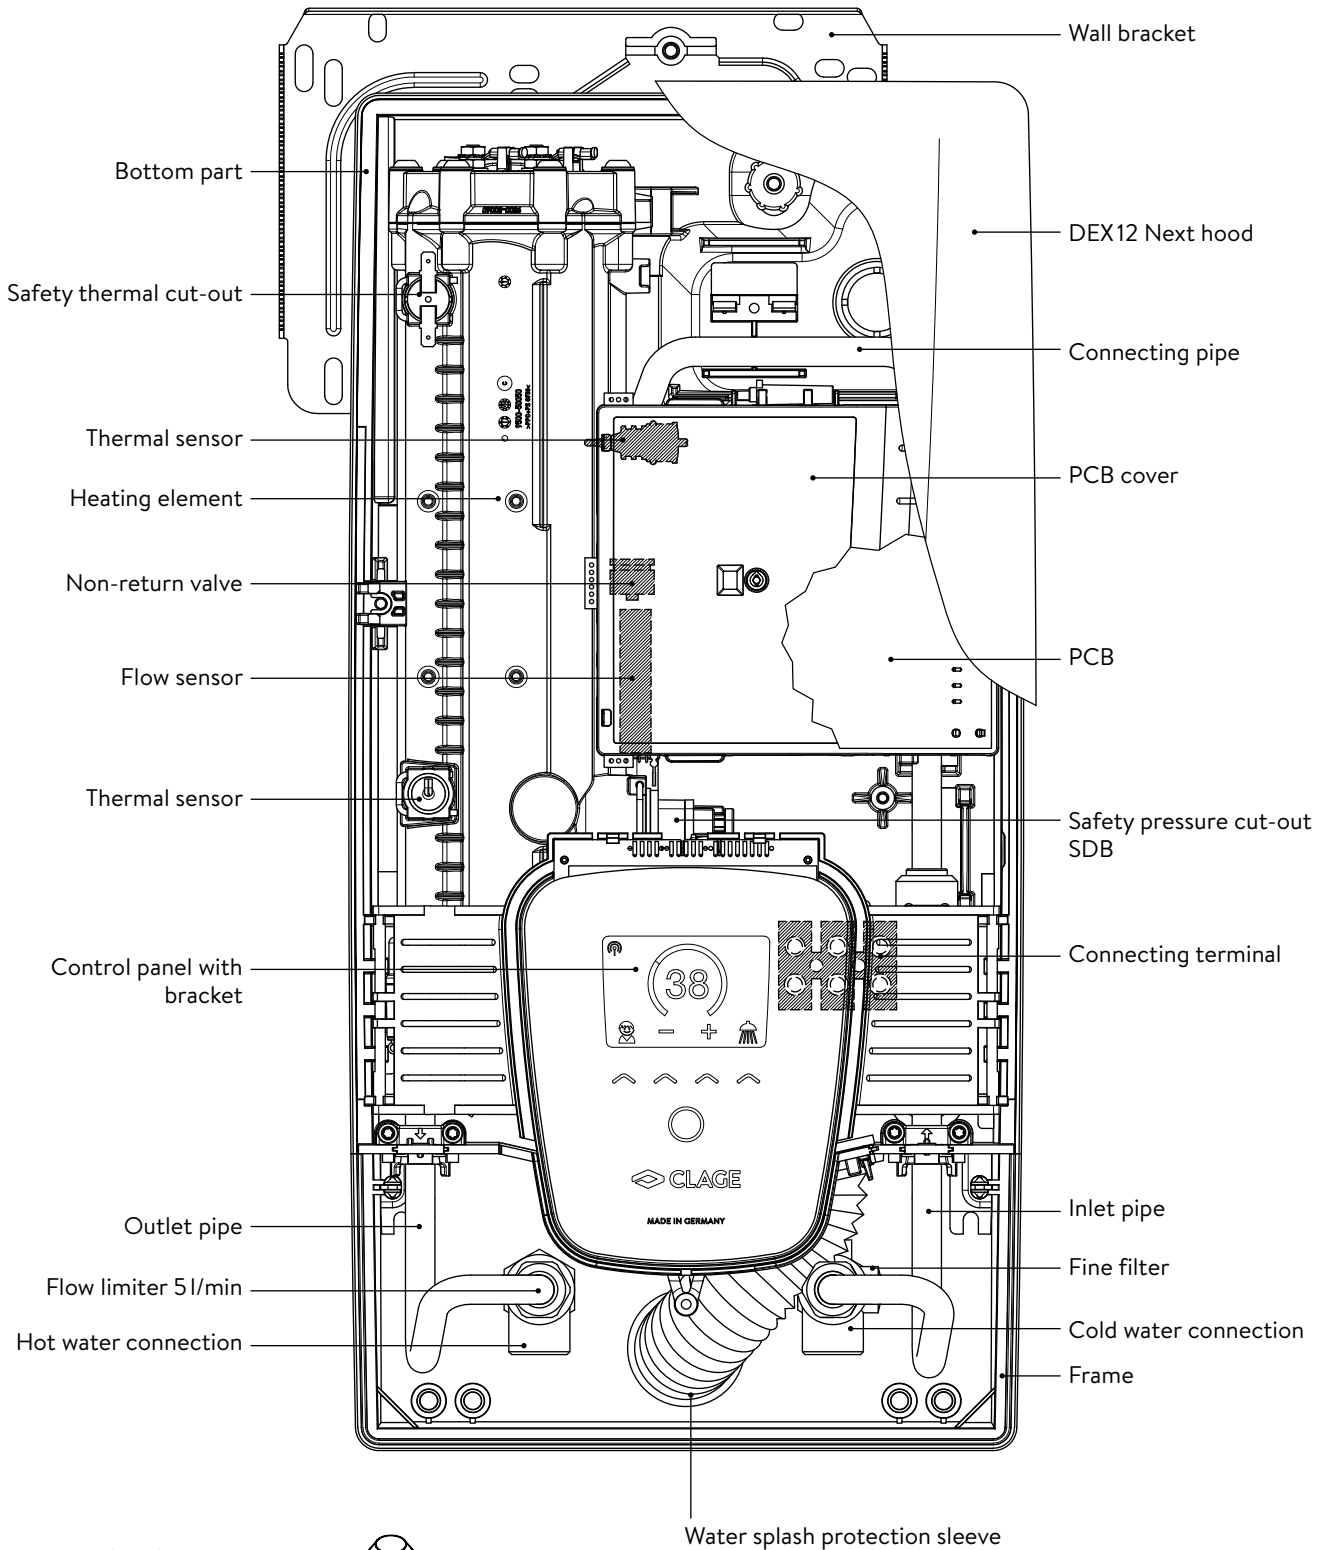 Wall bracket
Bottom part
DEX12 Next hood
Safety thermal cut-out
Connecting pipe
Thermal sensor
Heating element
PCB cover
Non-return valve
Flow sensor
PCB
Thermal sensor
Safety pressure cut-out
SDB
Control panel with
bracket
Connecting terminal
38
CLAGE
MADE IN GERMANY
Outlet pipe
Inlet pipe
Flow limiter 5 l/min
Fine filter
Hot water connection
Cold water connection
Frame
Water splash protection sleeve